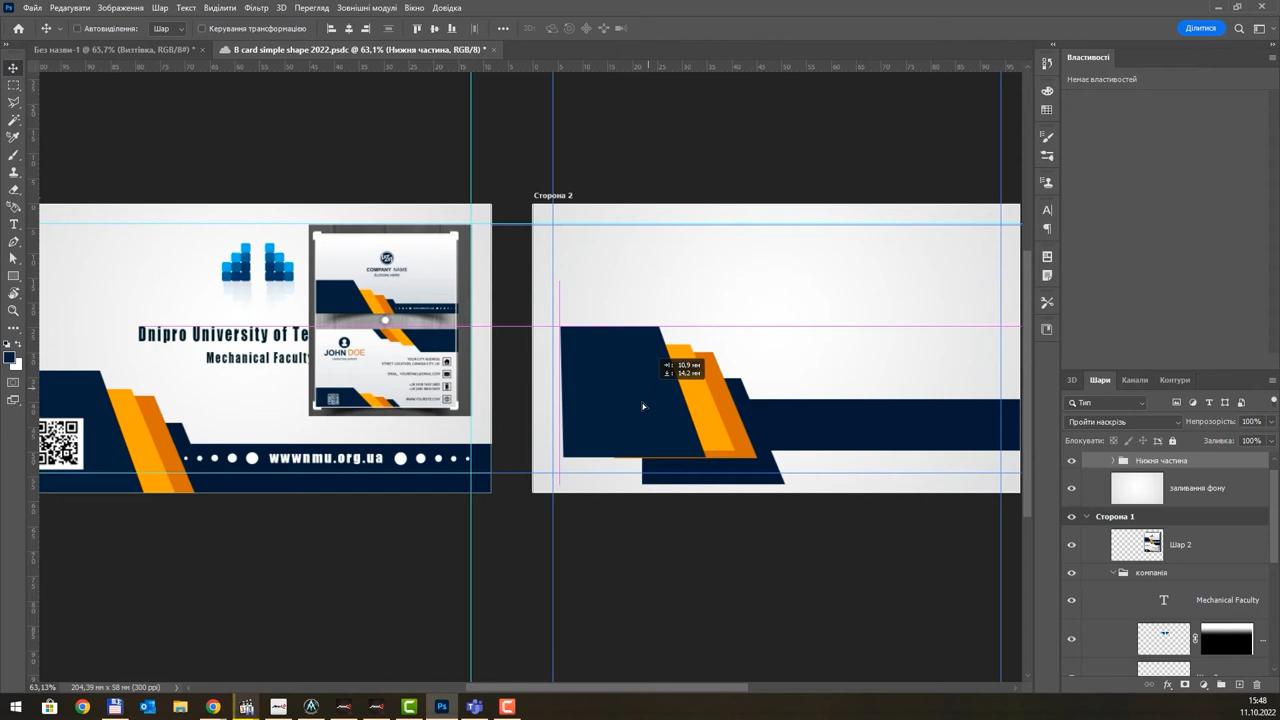 Файл Редагування Зображення Шар Текст Виділити Фільтр 3D Перегляд Зовнішні модулі Вікно Довідка
Автовиділення: Шар Керування трансформацією 3D: Ділитися
Без назви-1 @ 65,7% (Визтівка, RGB/8#) * × B card simple shape 2022.psdc @ 63,1% (Нижня частина, RGB/8) * ×
Властивості
Немає властивостей
Сторона 2
COMPANY NAME
SLOGAN HERE
JOHN DOE
Dnipro University of Te
Mechanical Faculty
wwwnmu.org.ua
10,9 мм
14,2 мм
3D Шари Канали Контури
Тип
Пройти наскрізь Непрозорість: 100%
Блокувати: Заливка: 100%
Нижня частина
заливання фону
Сторона 1
Шар 2
компанія
Mechanical Faculty
63,13% 204,39 мм x 58 мм (300 ppi)
15:48
11.10.2022